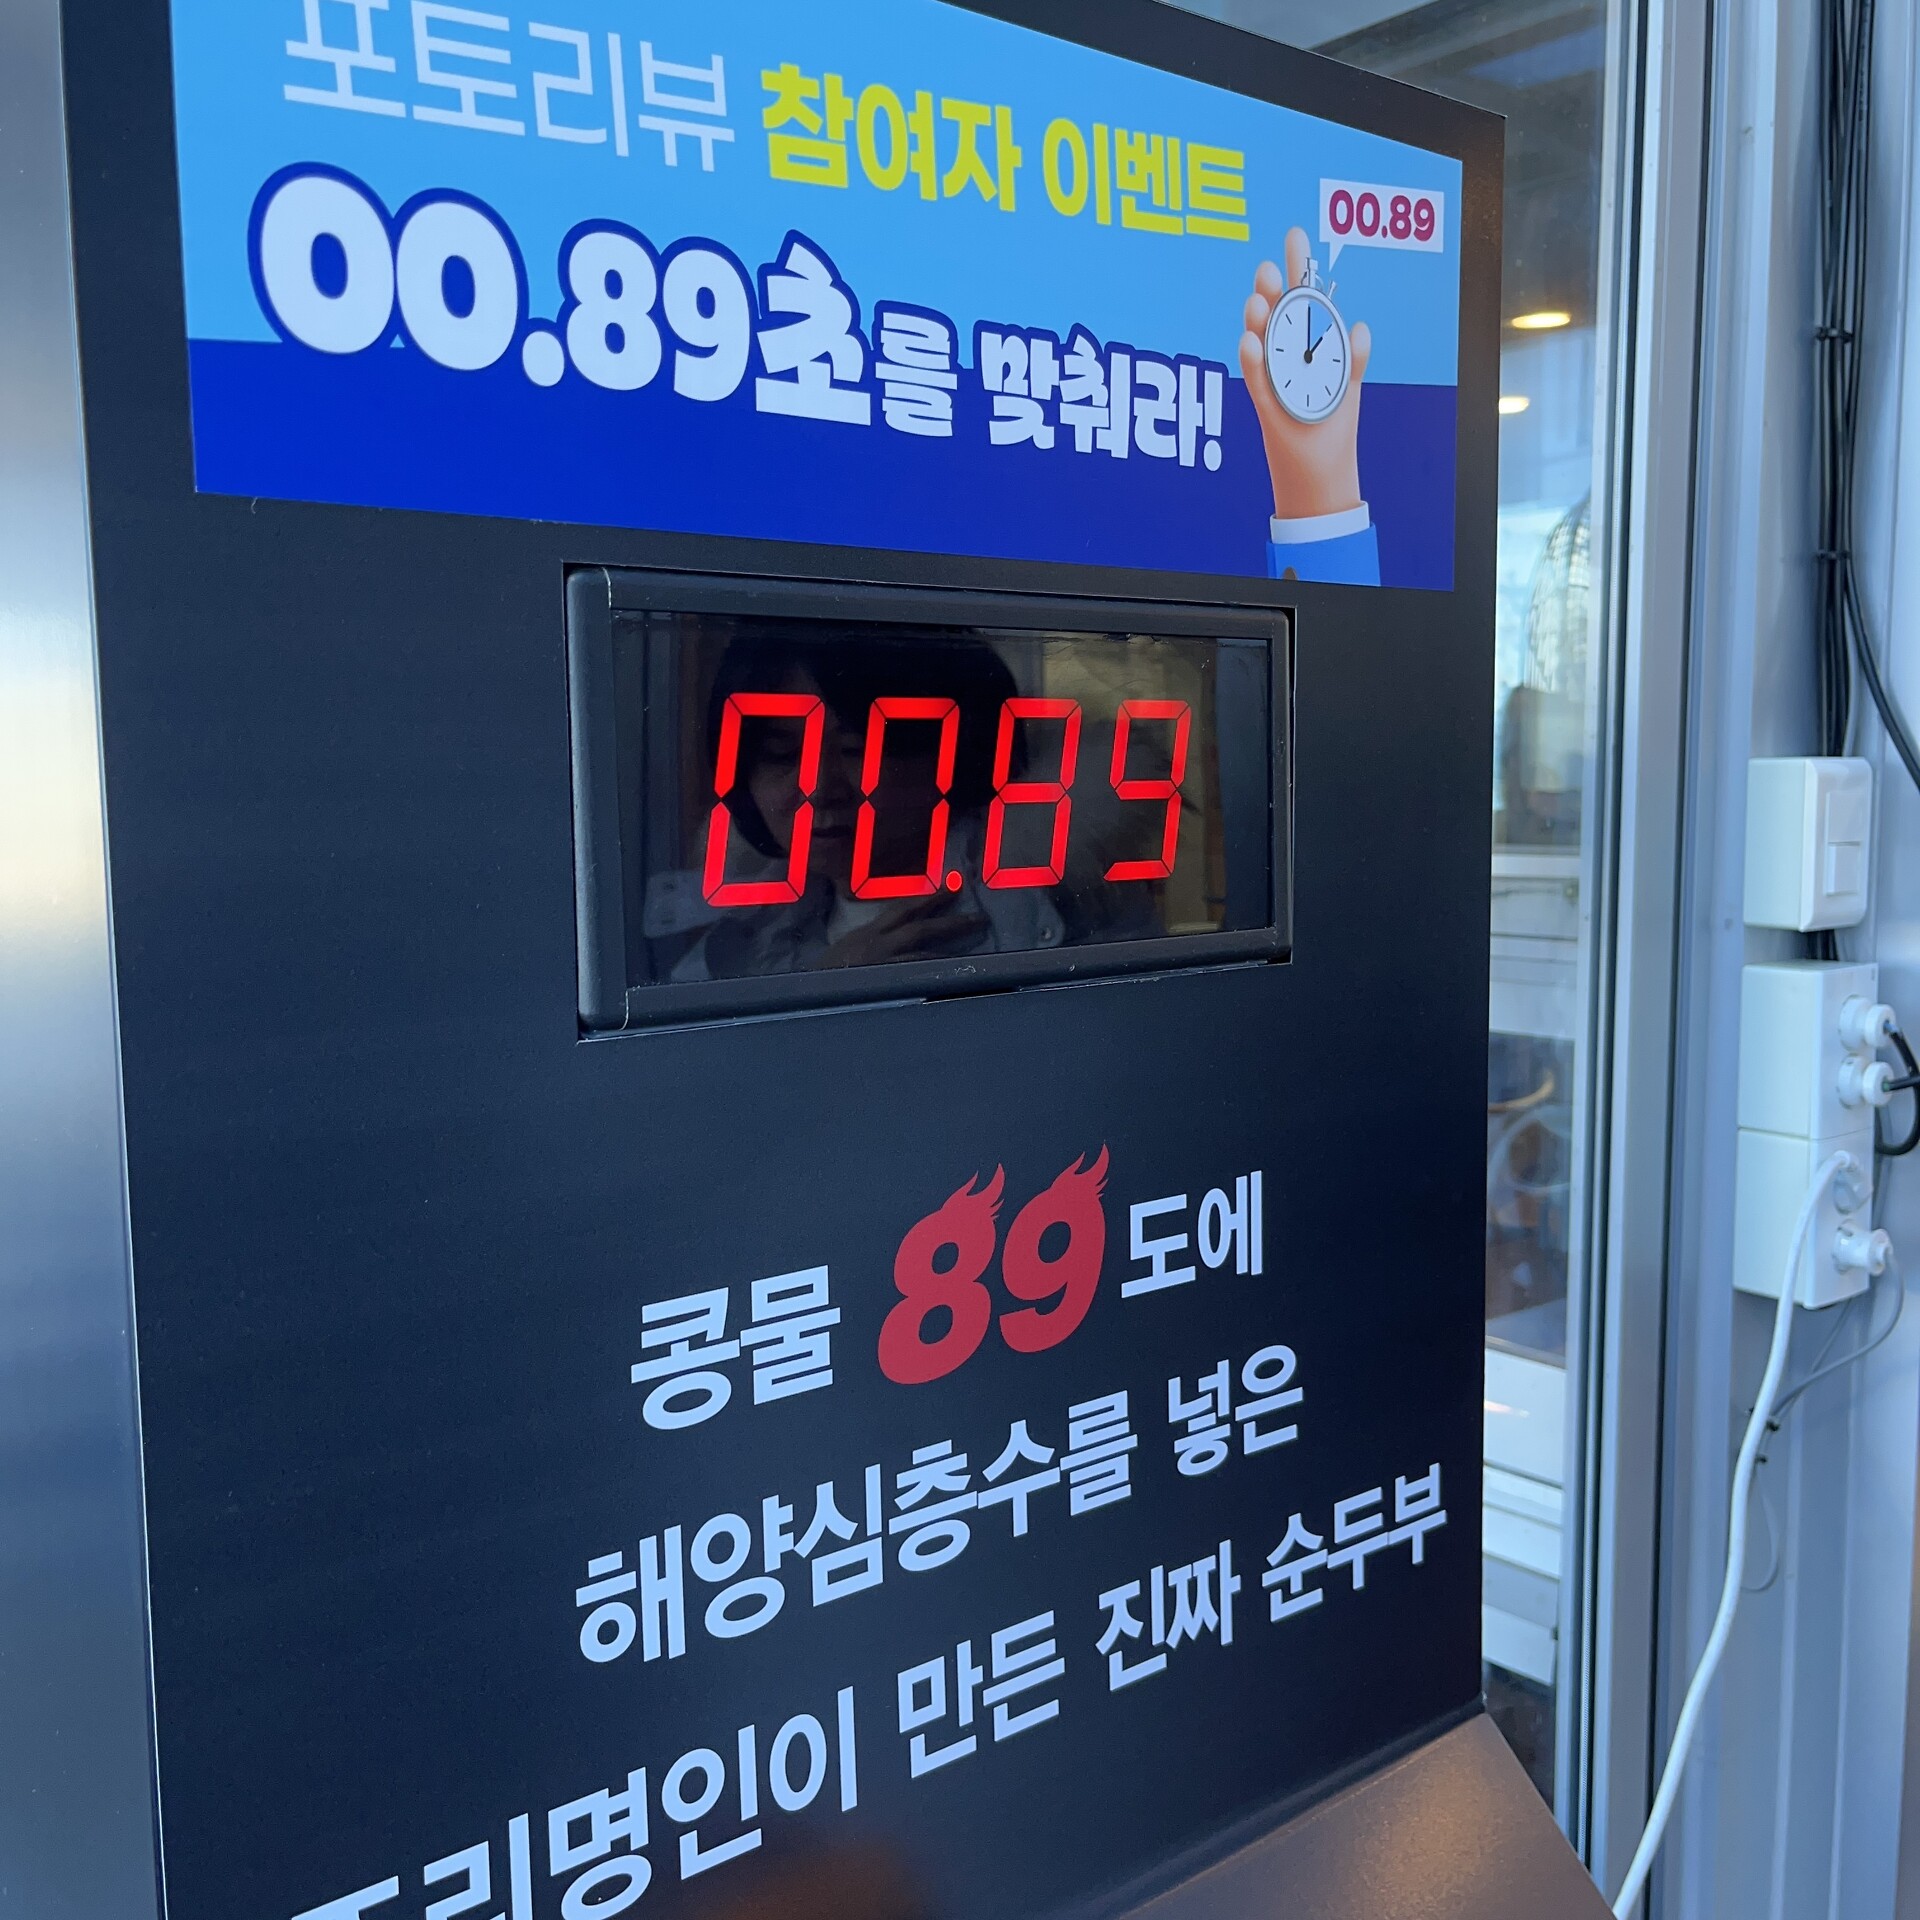 포토리뷰 참여자 이벤트
00.89
00.89초를 맞춰라!
00.89
콩물 89도에
해양심층수를 넣은
조리명인이 만든 진짜 순두부